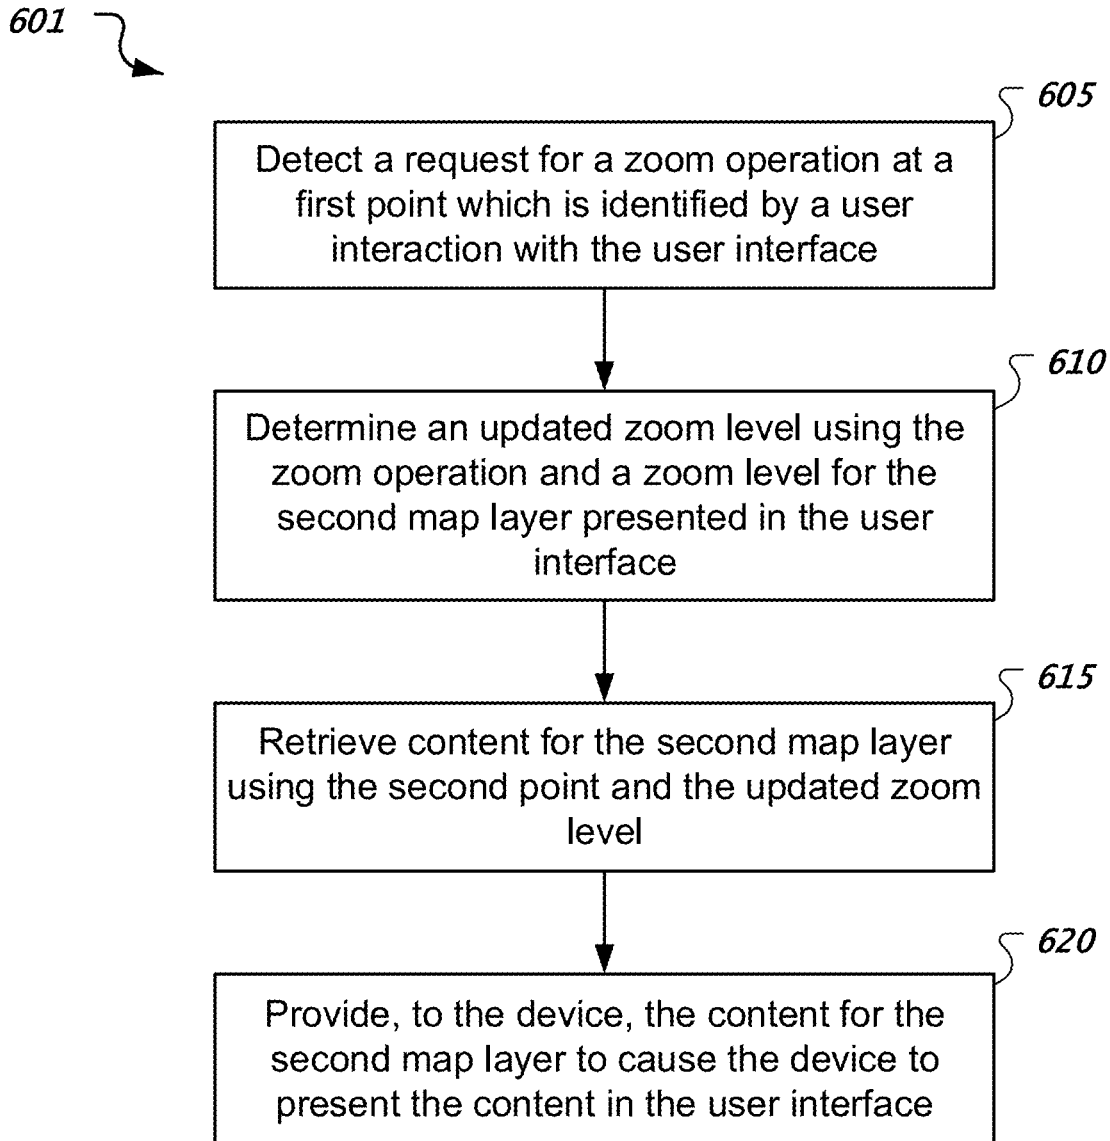 601
605
Detect a request for a zoom operation at a
first point which is identified by a user
interaction with the user interface
610
Determine an updated zoom level using the
zoom operation and a zoom level for the
second map layer presented in the user
interface
615
Retrieve content for the second map layer
using the second point and the updated zoom
level
620
Provide, to the device, the content for the
second map layer to cause the device to
present the content in the user interface